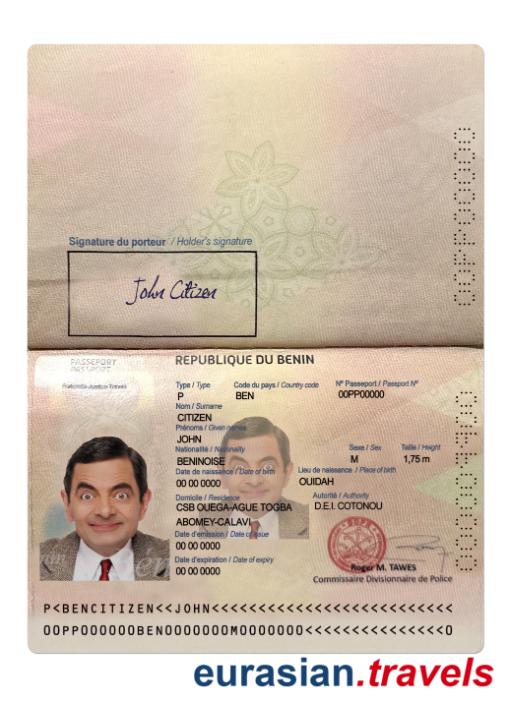 Signature du porteur / Holder's signature
John Citizen
00PP00000
PASSEPORT
PASSPORT
REPUBLIQUE DU BENIN
Fraternité-Justice-Travail
Type / Type
Code du pays / Country code
N° Passeport / Passport N°
P
BEN
00PP00000
Nom / Surname
CITIZEN
Prénoms / Given names
JOHN
Nationalité / Nationality
Sexe / Sex
Taille / Height
BENINOISE
M
1,75 m
Date de naissance / Date of birth
Lieu de naissance / Place of birth
00 00 0000
OUIDAH
Domicile / Residence
Autorité / Authority
CSB OUEGA-AGUE TOGBA
D.E.I. COTONOU
ABOMEY-CALAVI
Date d'émission / Date of issue
00 00 0000
Date d'expiration / Date of expiry
00 00 0000
Roger M. TAWES
Commissaire Divisionnaire de Police
P<BENCITIZEN<<JOHN<<<<<<<<<<<<<<<<<<<<<<<<<<
00PP000000BEN0000000M0000000<<<<<<<<<<<<<<<0
eurasian.travels